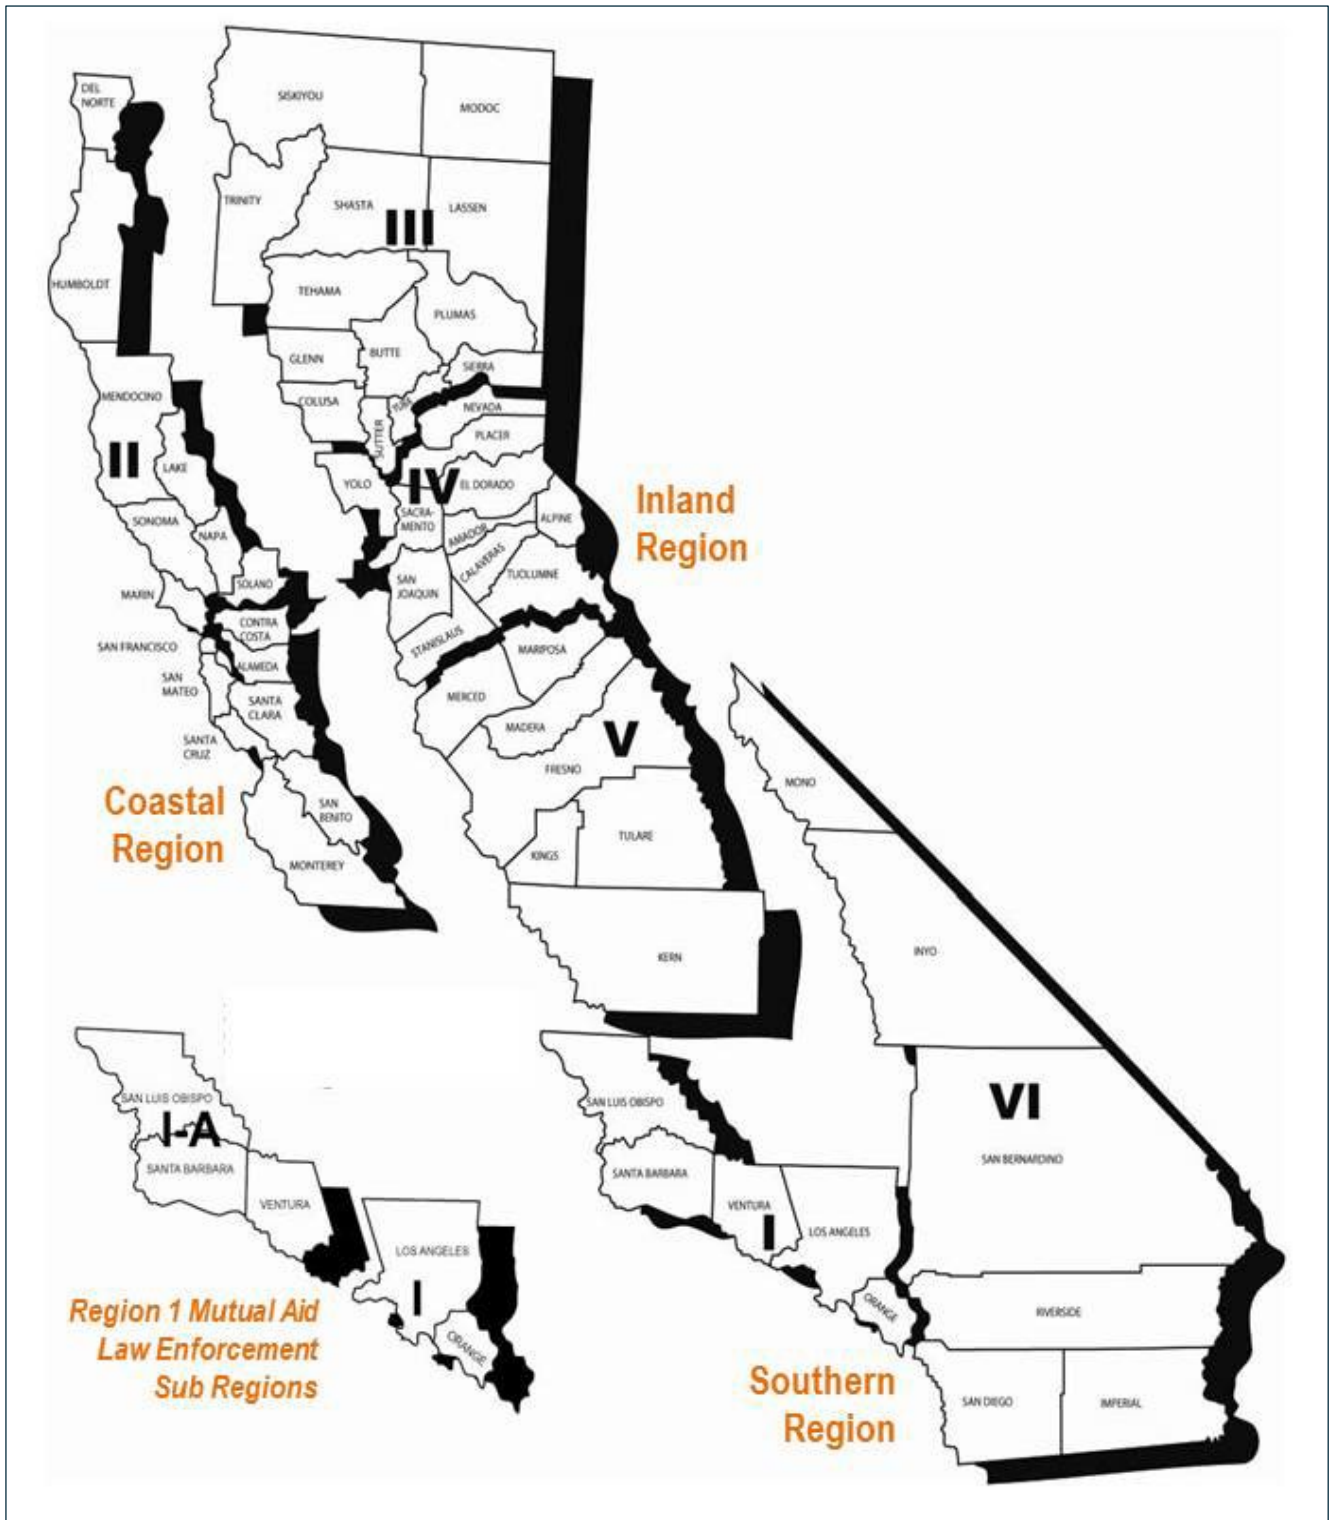 DEL
NORTE
SISKIYOU
MODOC
TRINITY
SHASTA
LASSEN
III
HUMBOLDT
TEHAMA
PLUMAS
GLENN
BUTTE
SIERRA
MENDOCINO
COLUSA
YUBA
NEVADA
SUTTER
PLACER
II
LAKE
YOLO
IV
EL DORADO
SONOMA
NAPA
SACRA-
MENTO
AMADOR
ALPINE
Inland
Region
SOLANO
CALAVERAS
TUOLUMNE
MARIN
SAN
JOAQUIN
CONTRA
COSTA
STANISLAUS
SAN FRANCISCO
ALAMEDA
MARIPOSA
SAN
MATEO
SANTA
CLARA
MERCED
MADERA
V
SANTA
CRUZ
FRESNO
MONO
Coastal
Region
SAN
BENITO
TULARE
KINGS
MONTEREY
KERN
INYO
SAN LUIS OBISPO
I-A
SANTA BARBARA
VENTURA
LOS ANGELES
I
ORANGE
Region 1 Mutual Aid
Law Enforcement
Sub Regions
SAN LUIS OBISPO
SANTA BARBARA
VENTURA
I
LOS ANGELES
ORANGE
VI
SAN BERNARDINO
RIVERSIDE
Southern
Region
SAN DIEGO
IMPERIAL